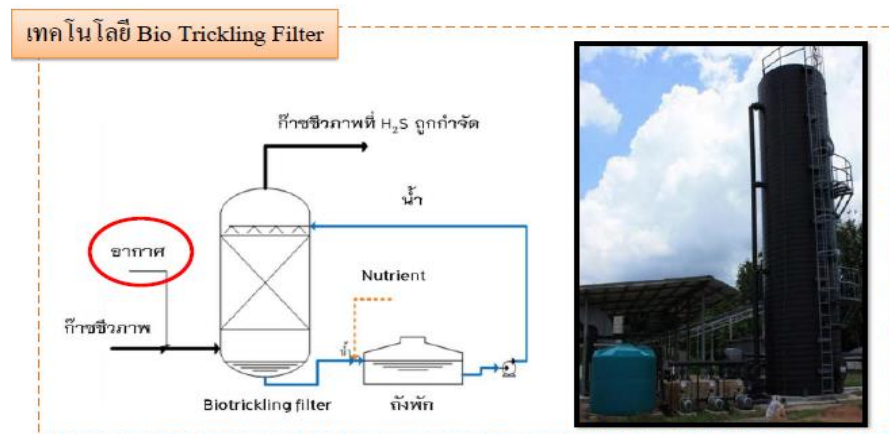 เทคโนโลยี Bio Trickling Filter
ก๊าซชีวภาพที่ H₂S ถูกกำจัด
น้ำ
อากาศ
Nutrient
ก๊าซชีวภาพ
น้ำ
Biotrickling filter
ถังพัก